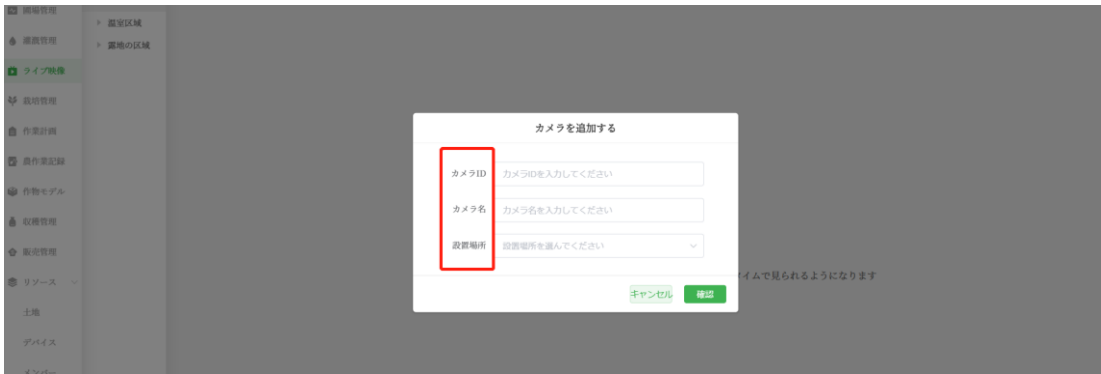 圃場管理
灌漑管理
ライブ映像
栽培管理
作業計画
農作業記録
作物モデル
収穫管理
販売管理
リソース
土地
デバイス
メンバー
温室区域
露地の区域
カメラを追加する
カメラID
カメラIDを入力してください
カメラ名
カメラ名を入力してください
設置場所
設置場所を選んでください
キャンセル
確認
イムで見られるようになります